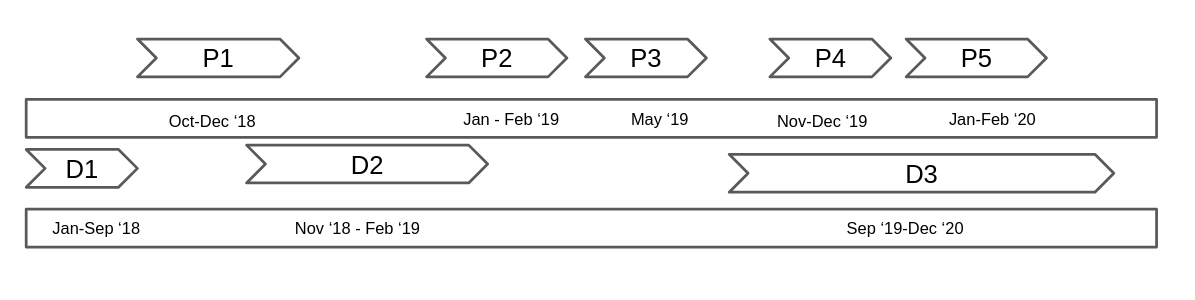 P1 P2 P3 P4 P5
Oct-Dec ‘18 Jan - Feb ‘19 May ‘19 Nov-Dec ‘19 Jan-Feb ‘20
D1 D2 D3
Jan-Sep ‘18 Nov ‘18 - Feb ‘19 Sep ‘19-Dec ‘20